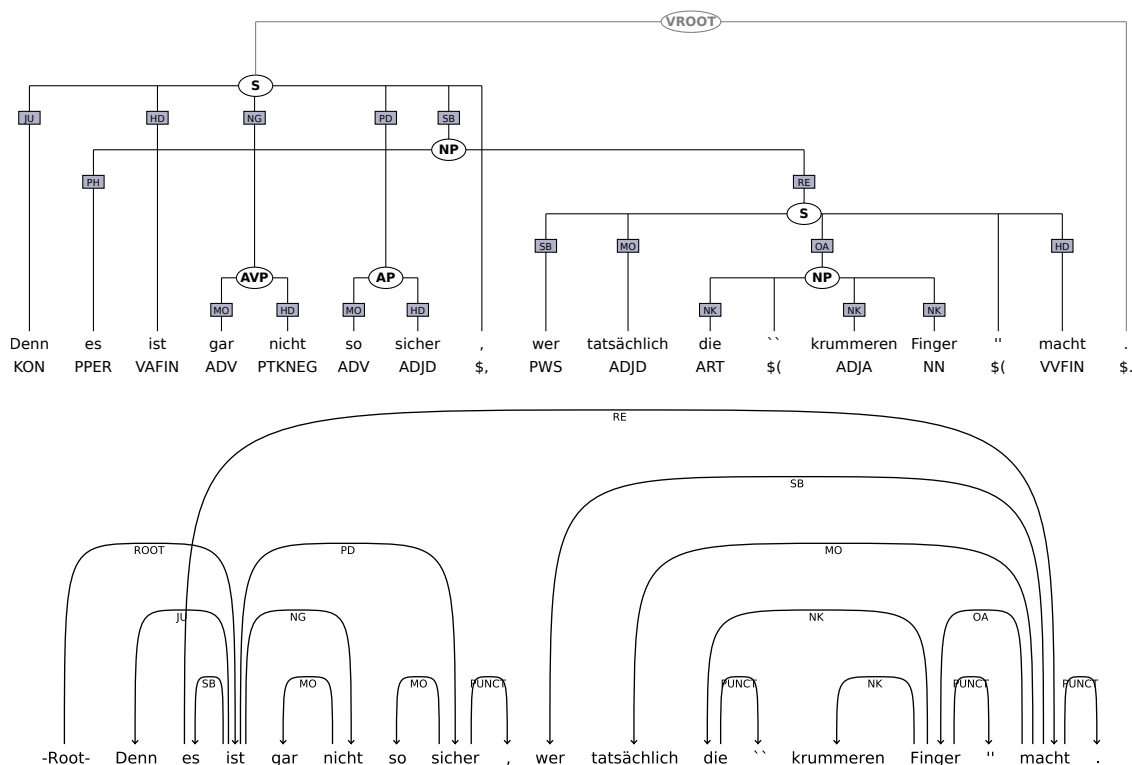 VROOT
S
JU HD NG PD SB
NP
PH RE
S
SB MO OA HD
AVP AP NP
MO HD MO HD NK NK NK
Denn es ist gar nicht so sicher , wer tatsächlich die `` krummeren Finger '' macht .
KON PPER VAFIN ADV PTKNEG ADV ADJD $, PWS ADJD ART $( ADJA NN $( VVFIN $.
RE
SB
ROOT PD MO
JU NG NK OA
SB MO MO PUNCT PUNCT NK PUNCT PUNCT
-Root- Denn es ist gar nicht so sicher , wer tatsächlich die `` krummeren Finger '' macht .